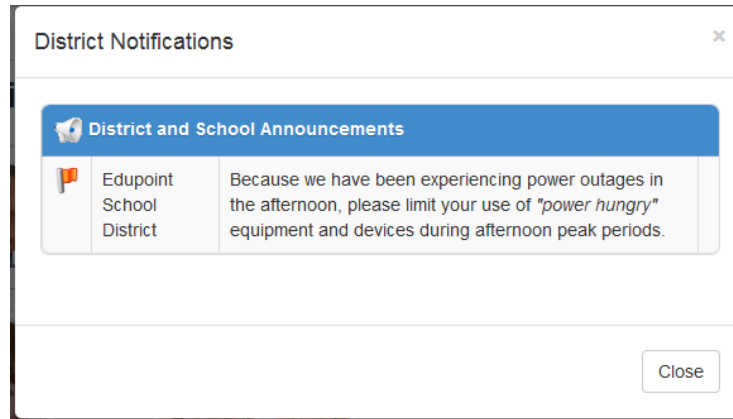 District Notifications
×
District and School Announcements
Edupoint
School
District
Because we have been experiencing power outages in
the afternoon, please limit your use of "power hungry"
equipment and devices during afternoon peak periods.
Close